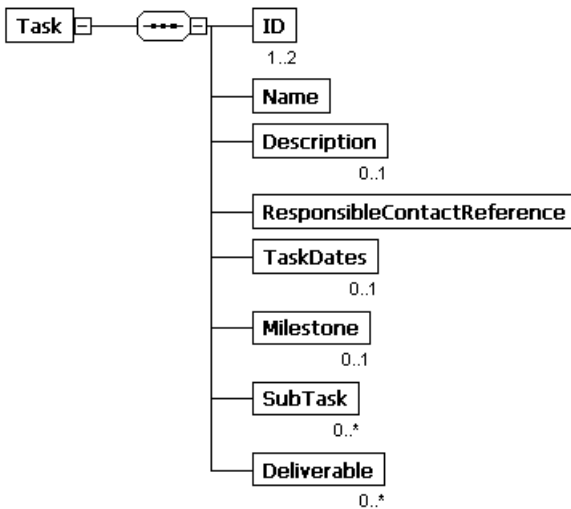 Task
ID
1..2
Name
Description
0..1
ResponsibleContactReference
TaskDates
0..1
Milestone
0..1
SubTask
0..*
Deliverable
0..*